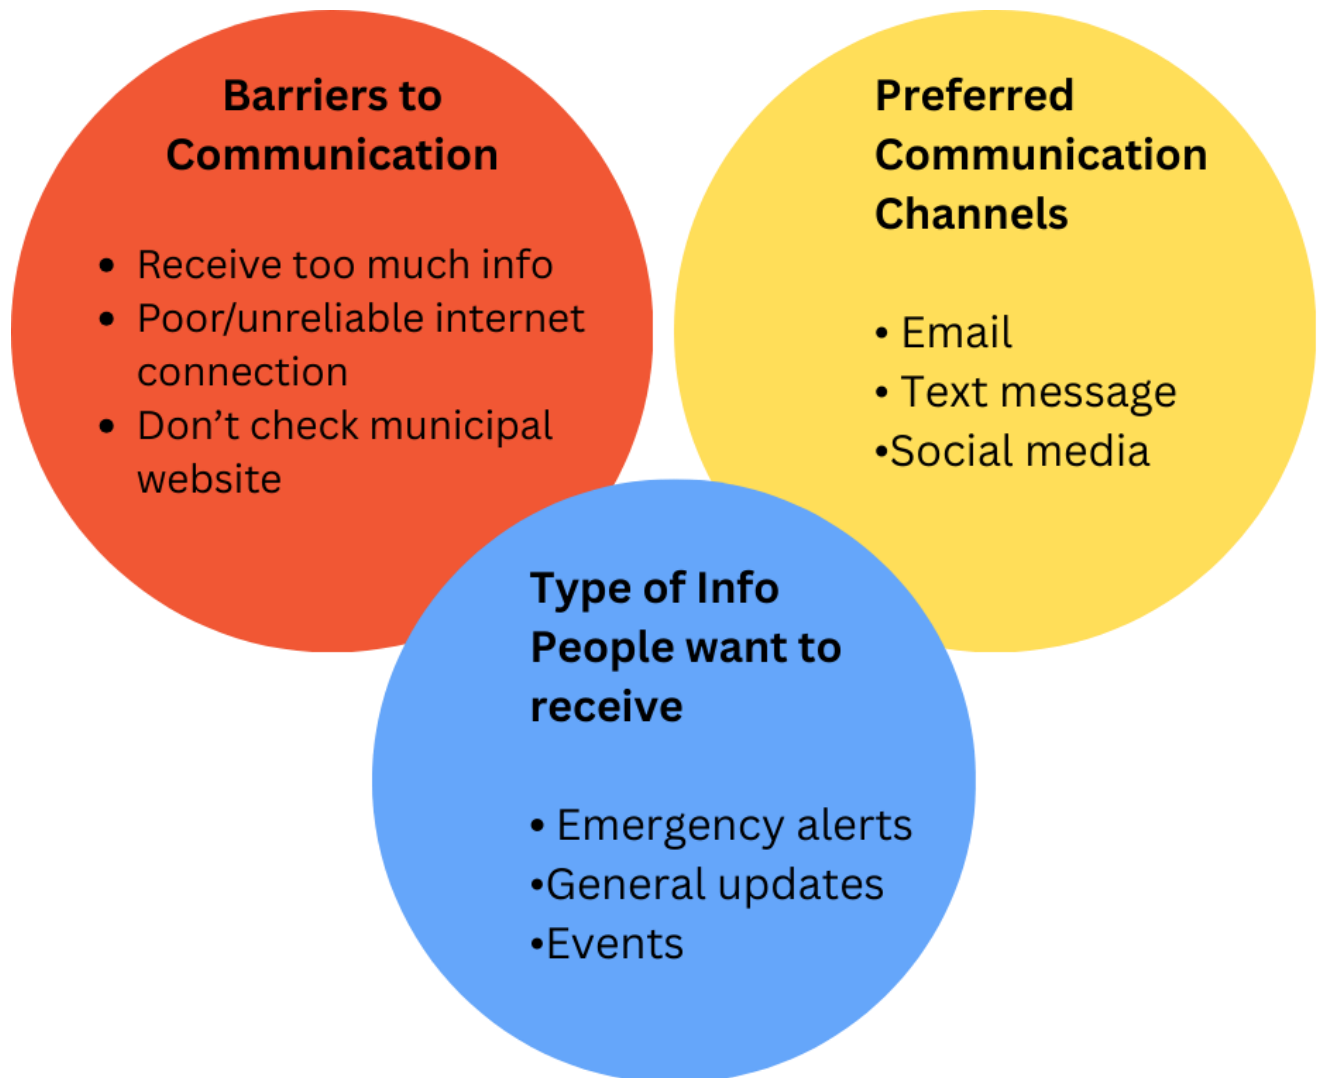 Barriers to
Communication
• Receive too much info
• Poor/unreliable internet
connection
• Don’t check municipal
website
Preferred
Communication
Channels
• Email
• Text message
•Social media
Type of Info
People want to
receive
• Emergency alerts
•General updates
•Events